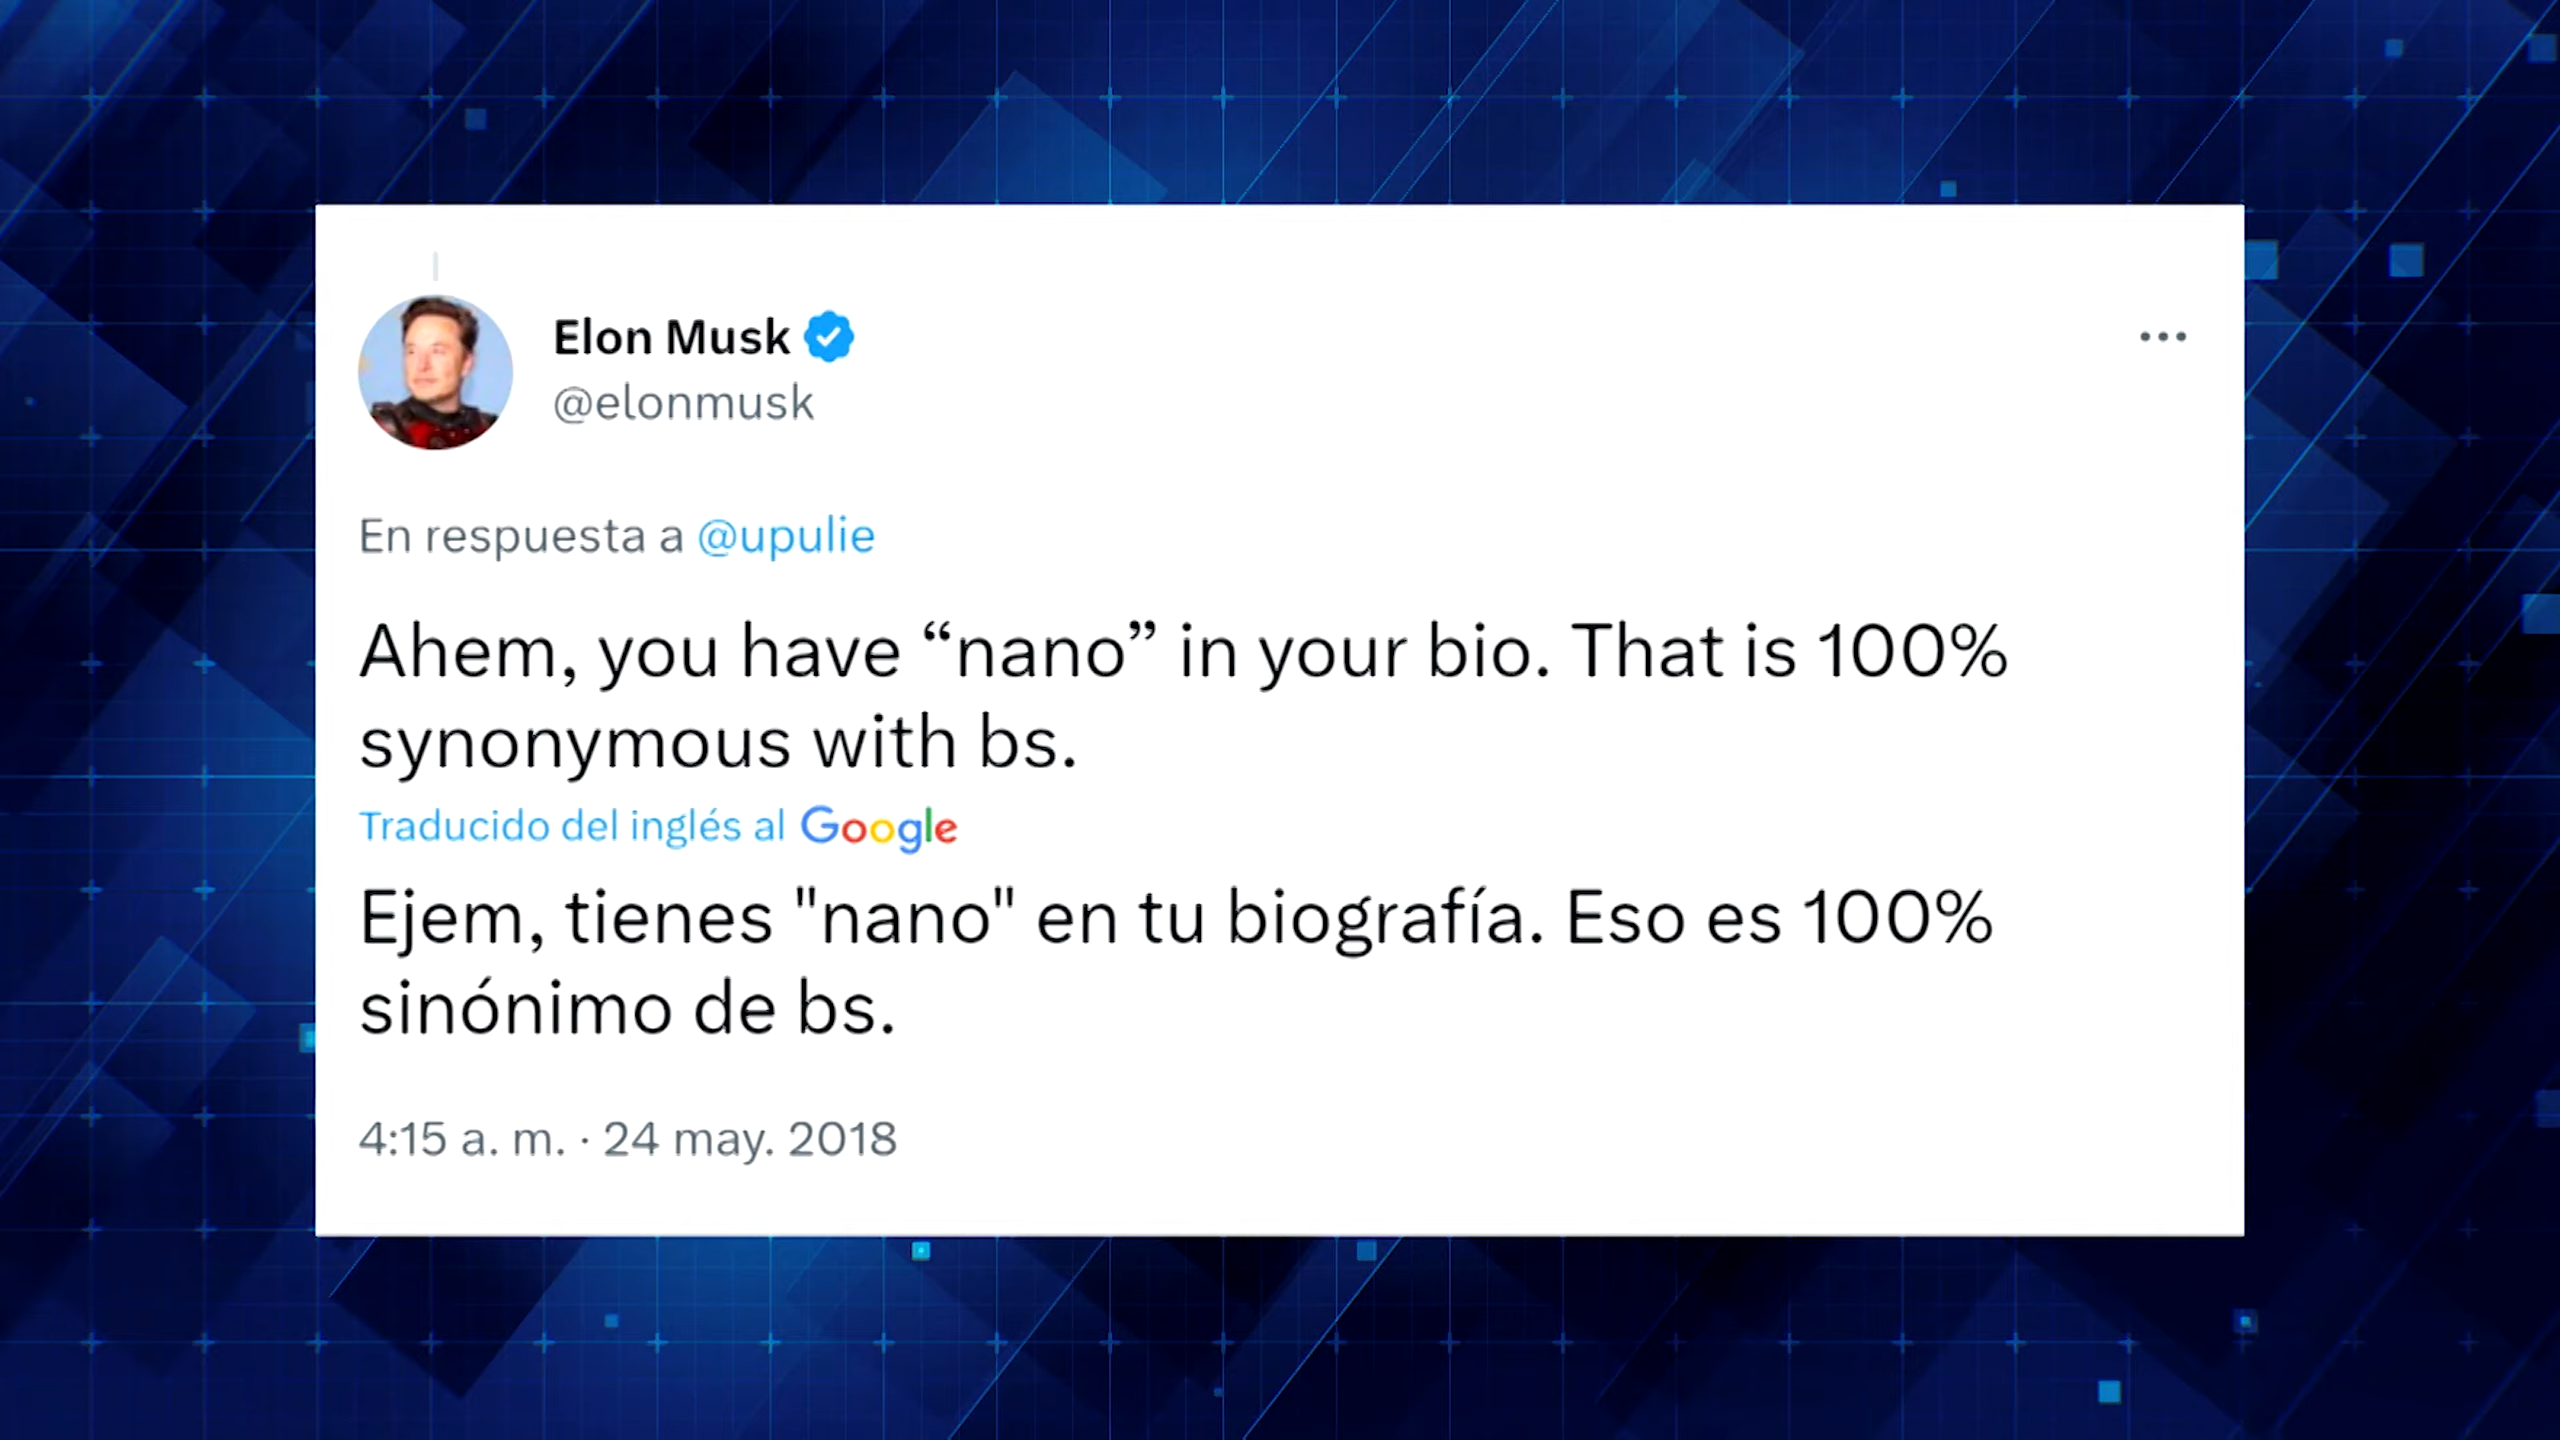 Elon Musk
@elonmusk
En respuesta a @upulie
Ahem, you have “nano” in your bio. That is 100%
synonymous with bs.
Traducido del inglés al Google
Ejem, tienes "nano" en tu biografía. Eso es 100%
sinónimo de bs.
4:15 a. m. · 24 may. 2018